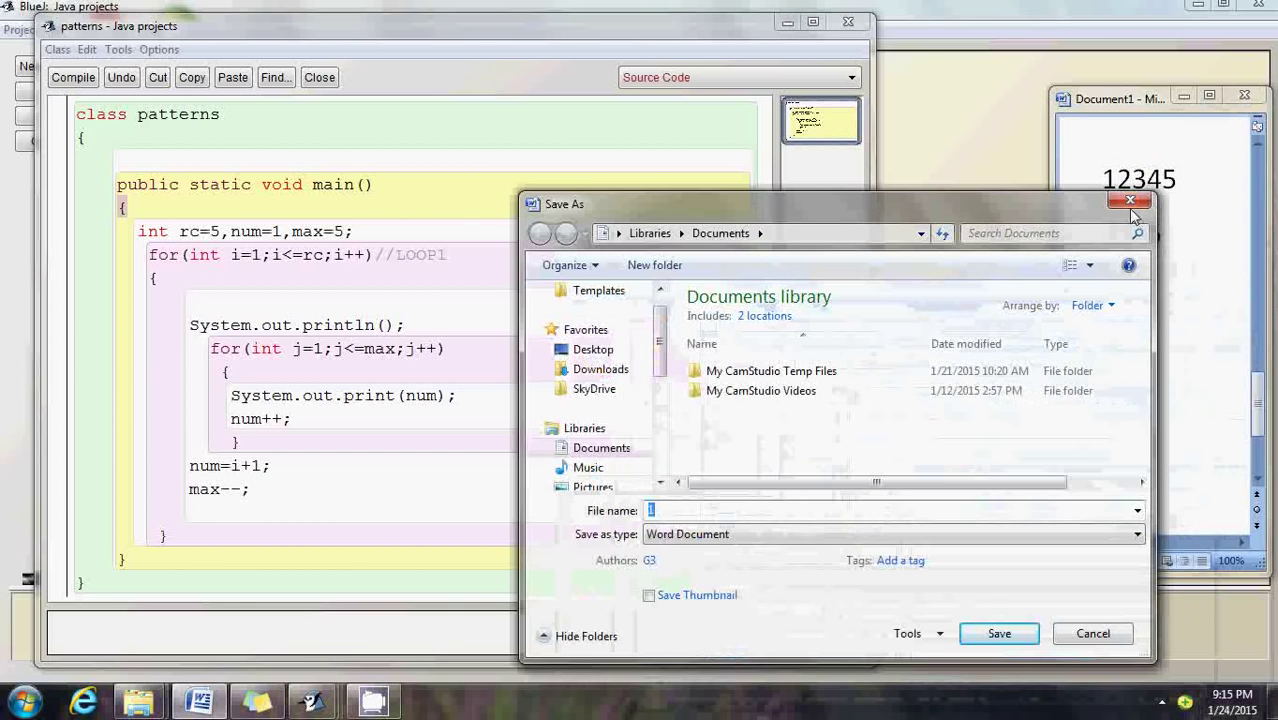 BlueJ: Java projects
patterns - Java projects
Class Edit Tools Options
Compile Undo Cut Copy Paste Find... Close
Source Code
class patterns
{
public static void main()
{
int rc=5,num=1,max=5;
for(int i=1;i<=rc;i++)//LOOP1
{
System.out.println();
for(int j=1;j<=max;j++)
{
System.out.print(num);
num++;
}
num=i+1;
max--;
}
}
}
Document1 - Mi...
12345
100%
Save As
Libraries Documents
Search Documents
Organize New folder
Templates
Favorites
Desktop
Downloads
SkyDrive
Libraries
Documents
Music
Pictures
Documents library
Includes: 2 locations
Arrange by: Folder
Name Date modified Type
My CamStudio Temp Files 1/21/2015 10:20 AM File folder
My CamStudio Videos 1/12/2015 2:57 PM File folder
File name: 1
Save as type: Word Document
Authors: G3
Tags: Add a tag
Save Thumbnail
Hide Folders
Tools Save Cancel
9:15 PM
1/24/2015